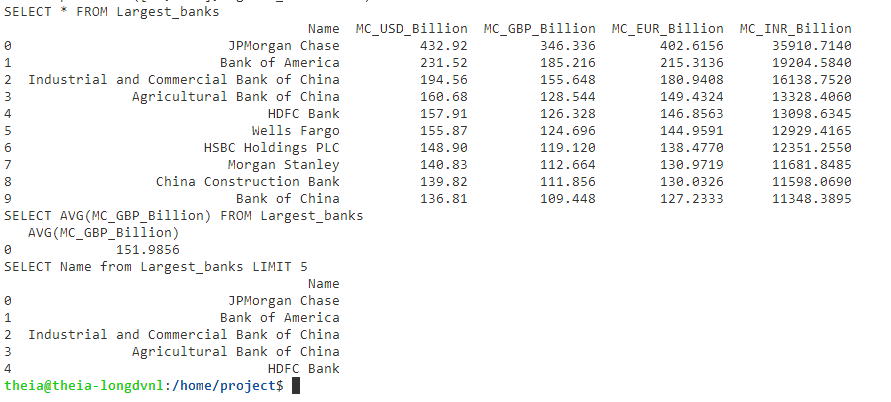 SELECT * FROM Largest_banks
Name MC_USD_Billion MC_GBP_Billion MC_EUR_Billion MC_INR_Billion
0 JPMorgan Chase 432.92 346.336 402.6156 35910.7140
1 Bank of America 231.52 185.216 215.3136 19204.5840
2 Industrial and Commercial Bank of China 194.56 155.648 180.9408 16138.7520
3 Agricultural Bank of China 160.68 128.544 149.4324 13328.4060
4 HDFC Bank 157.91 126.328 146.8563 13098.6345
5 Wells Fargo 155.87 124.696 144.9591 12929.4165
6 HSBC Holdings PLC 148.90 119.120 138.4770 12351.2550
7 Morgan Stanley 140.83 112.664 130.9719 11681.8485
8 China Construction Bank 139.82 111.856 130.0326 11598.0690
9 Bank of China 136.81 109.448 127.2333 11348.3895
SELECT AVG(MC_GBP_Billion) FROM Largest_banks
AVG(MC_GBP_Billion)
0 151.9856
SELECT Name from Largest_banks LIMIT 5
Name
0 JPMorgan Chase
1 Bank of America
2 Industrial and Commercial Bank of China
3 Agricultural Bank of China
4 HDFC Bank
theia@theia-longdvnl:/home/project$